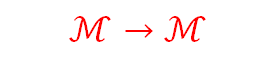 ℳ → ℳ